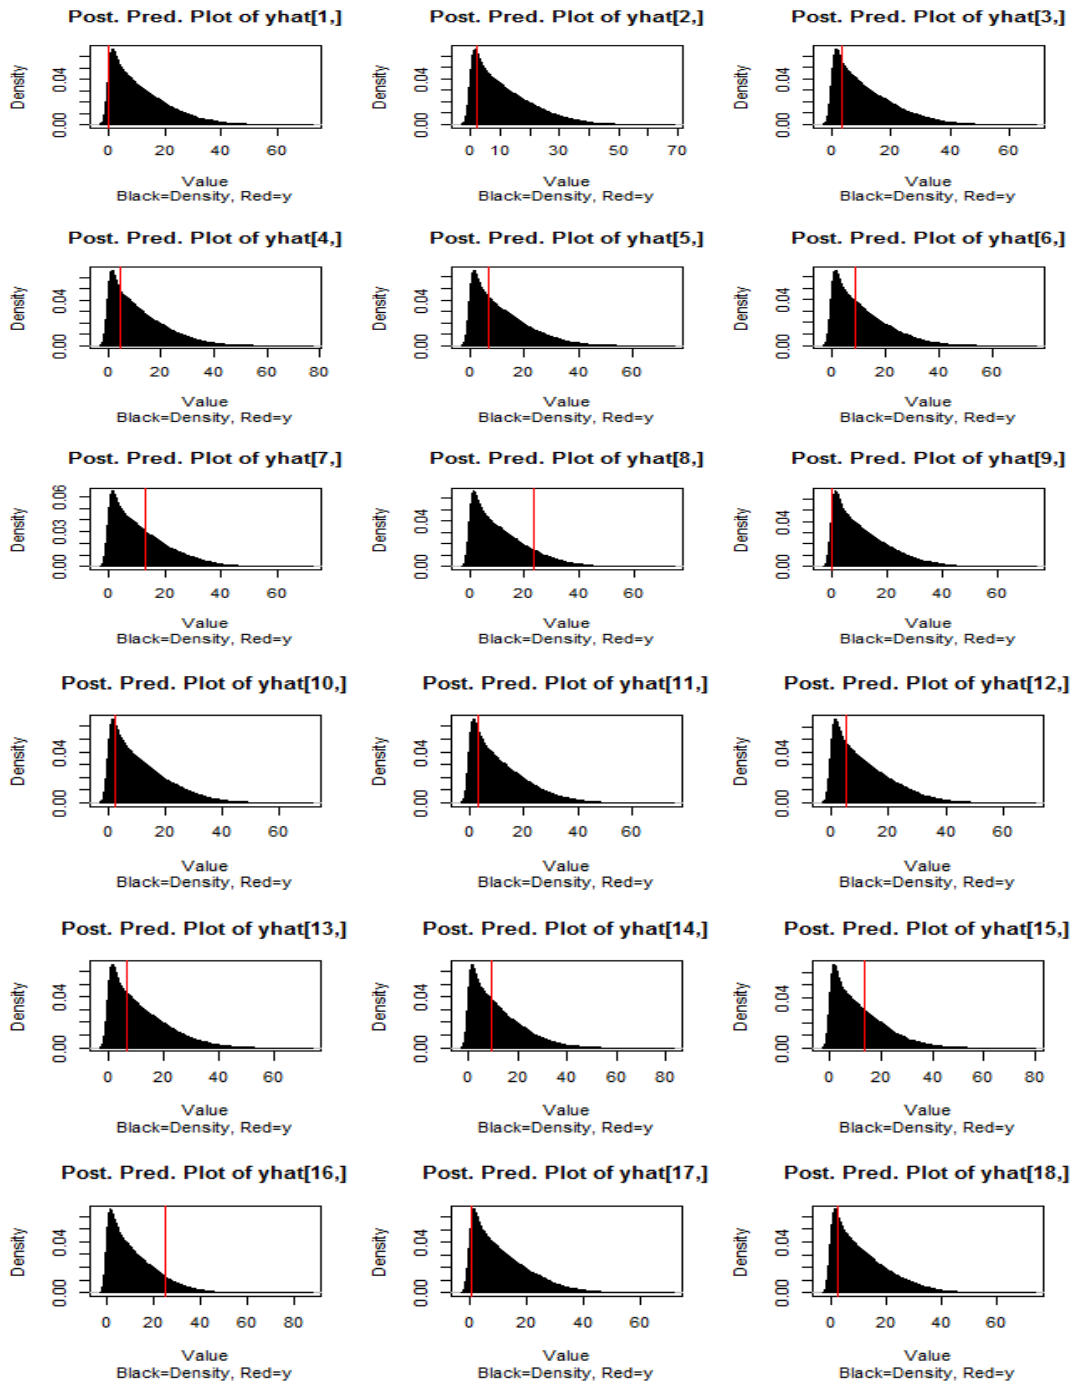 Post. Pred. Plot of yhat[1,]
Density
0.00 0.04
0 20 40 60
Value
Black=Density, Red=y
Post. Pred. Plot of yhat[2,]
Density
0.00 0.04
0 10 30 50 70
Value
Black=Density, Red=y
Post. Pred. Plot of yhat[3,]
Density
0.00 0.04
0 20 40 60
Value
Black=Density, Red=y
Post. Pred. Plot of yhat[4,]
Density
0.00 0.04
0 20 40 60 80
Value
Black=Density, Red=y
Post. Pred. Plot of yhat[5,]
Density
0.00 0.04
0 20 40 60
Value
Black=Density, Red=y
Post. Pred. Plot of yhat[6,]
Density
0.00 0.04
0 20 40 60
Value
Black=Density, Red=y
Post. Pred. Plot of yhat[7,]
Density
0.00 0.03 0.06
0 20 40 60
Value
Black=Density, Red=y
Post. Pred. Plot of yhat[8,]
Density
0.00 0.04
0 20 40 60
Value
Black=Density, Red=y
Post. Pred. Plot of yhat[9,]
Density
0.00 0.04
0 20 40 60
Value
Black=Density, Red=y
Post. Pred. Plot of yhat[10,]
Density
0.00 0.04
0 20 40 60
Value
Black=Density, Red=y
Post. Pred. Plot of yhat[11,]
Density
0.00 0.04
0 20 40 60
Value
Black=Density, Red=y
Post. Pred. Plot of yhat[12,]
Density
0.00 0.04
0 20 40 60
Value
Black=Density, Red=y
Post. Pred. Plot of yhat[13,]
Density
0.00 0.04
0 20 40 60
Value
Black=Density, Red=y
Post. Pred. Plot of yhat[14,]
Density
0.00 0.04
0 20 40 60 80
Value
Black=Density, Red=y
Post. Pred. Plot of yhat[15,]
Density
0.00 0.04
0 20 40 60 80
Value
Black=Density, Red=y
Post. Pred. Plot of yhat[16,]
Density
0.00 0.04
0 20 40 60 80
Value
Black=Density, Red=y
Post. Pred. Plot of yhat[17,]
Density
0.00 0.04
0 20 40 60
Value
Black=Density, Red=y
Post. Pred. Plot of yhat[18,]
Density
0.00 0.04
0 20 40 60
Value
Black=Density, Red=y